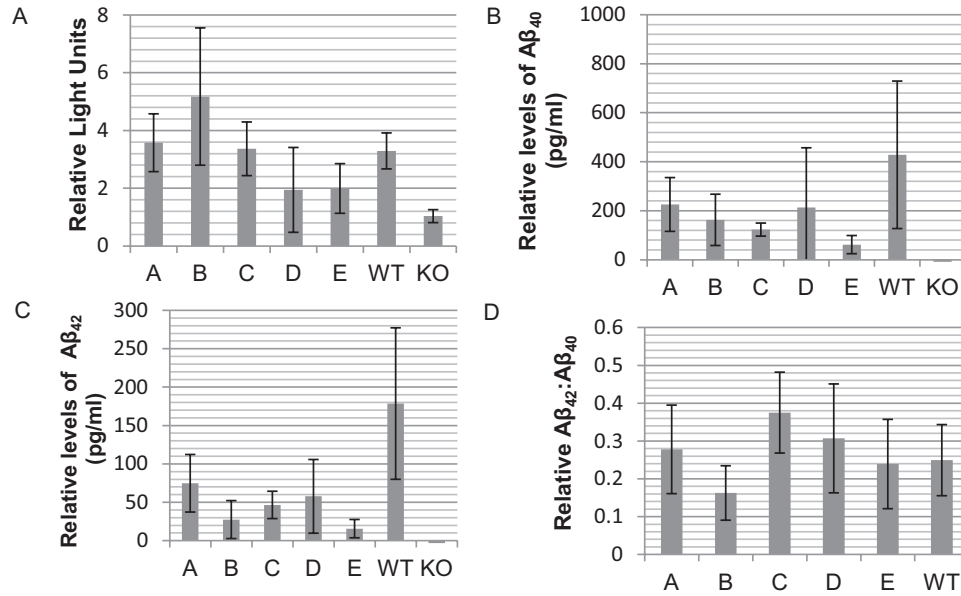 A
Relative Light Units
8
6
4
2
0
A B C D E WT KO
B
Relative levels of Aβ₄₀
(pg/ml)
1000
800
600
400
200
0
A B C D E WT KO
C
Relative levels of Aβ₄₂
(pg/ml)
300
250
200
150
100
50
0
A B C D E WT KO
D
Relative Aβ₄₂:Aβ₄₀
0.6
0.5
0.4
0.3
0.2
0.1
0
A B C D E WT